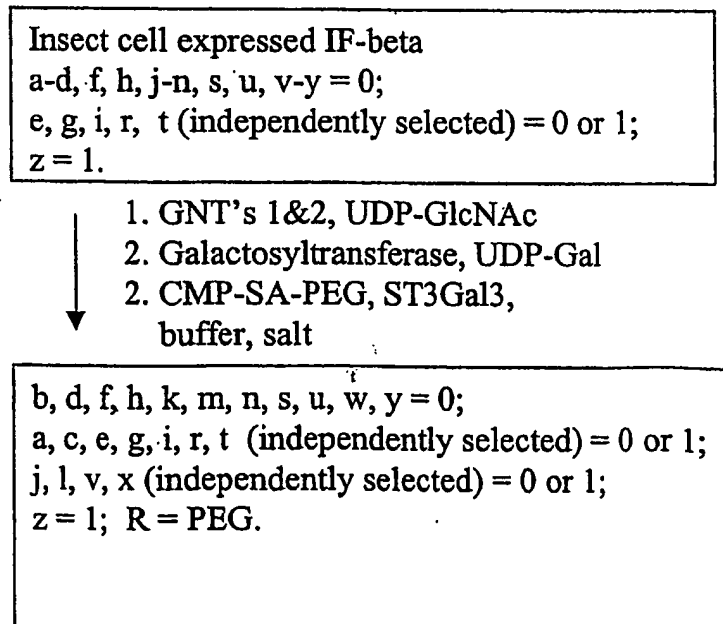 Insect cell expressed IF-beta
a-d, f, h, j-n, s, u, v-y = 0;
e, g, i, r, t (independently selected) = 0 or 1;
z = 1.
1. GNT's 1&2, UDP-GlcNAc
2. Galactosyltransferase, UDP-Gal
2. CMP-SA-PEG, ST3Gal3,
buffer, salt
b, d, f, h, k, m, n, s, u, w, y = 0;
a, c, e, g, i, r, t (independently selected) = 0 or 1;
j, l, v, x (independently selected) = 0 or 1;
z = 1; R = PEG.